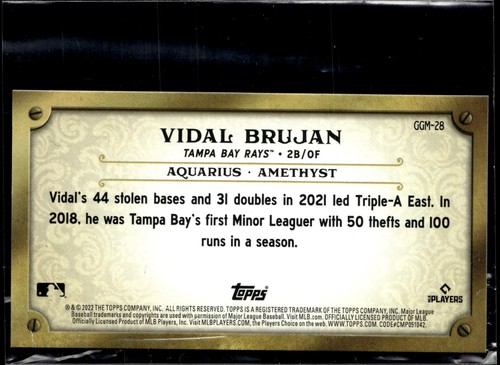 GGM-28
VIDAL BRUJAN
TAMPA BAY RAYS™ • 2B/OF
AQUARIUS · AMETHYST
Vidal's 44 stolen bases and 31 doubles in 2021 led Triple-A East. In
2018, he was Tampa Bay's first Minor Leaguer with 50 thefts and 100
runs in a season.
Topps
PLAYERS
® & © 2022 THE TOPPS COMPANY, INC. ALL RIGHTS RESERVED. TOPPS IS A REGISTERED TRADEMARK OF THE TOPPS COMPANY, INC. Major League
Baseball trademarks and copyrights are used with permission of Major League Baseball. Visit MLB.com. OFFICIALLY LICENSED PRODUCT OF MLB
Officially Licensed Product of MLB Players, Inc. Visit MLBPLAYERS.com, the Players Choice on the web. WWW.TOPPS.COM. CODE#CMP051042.